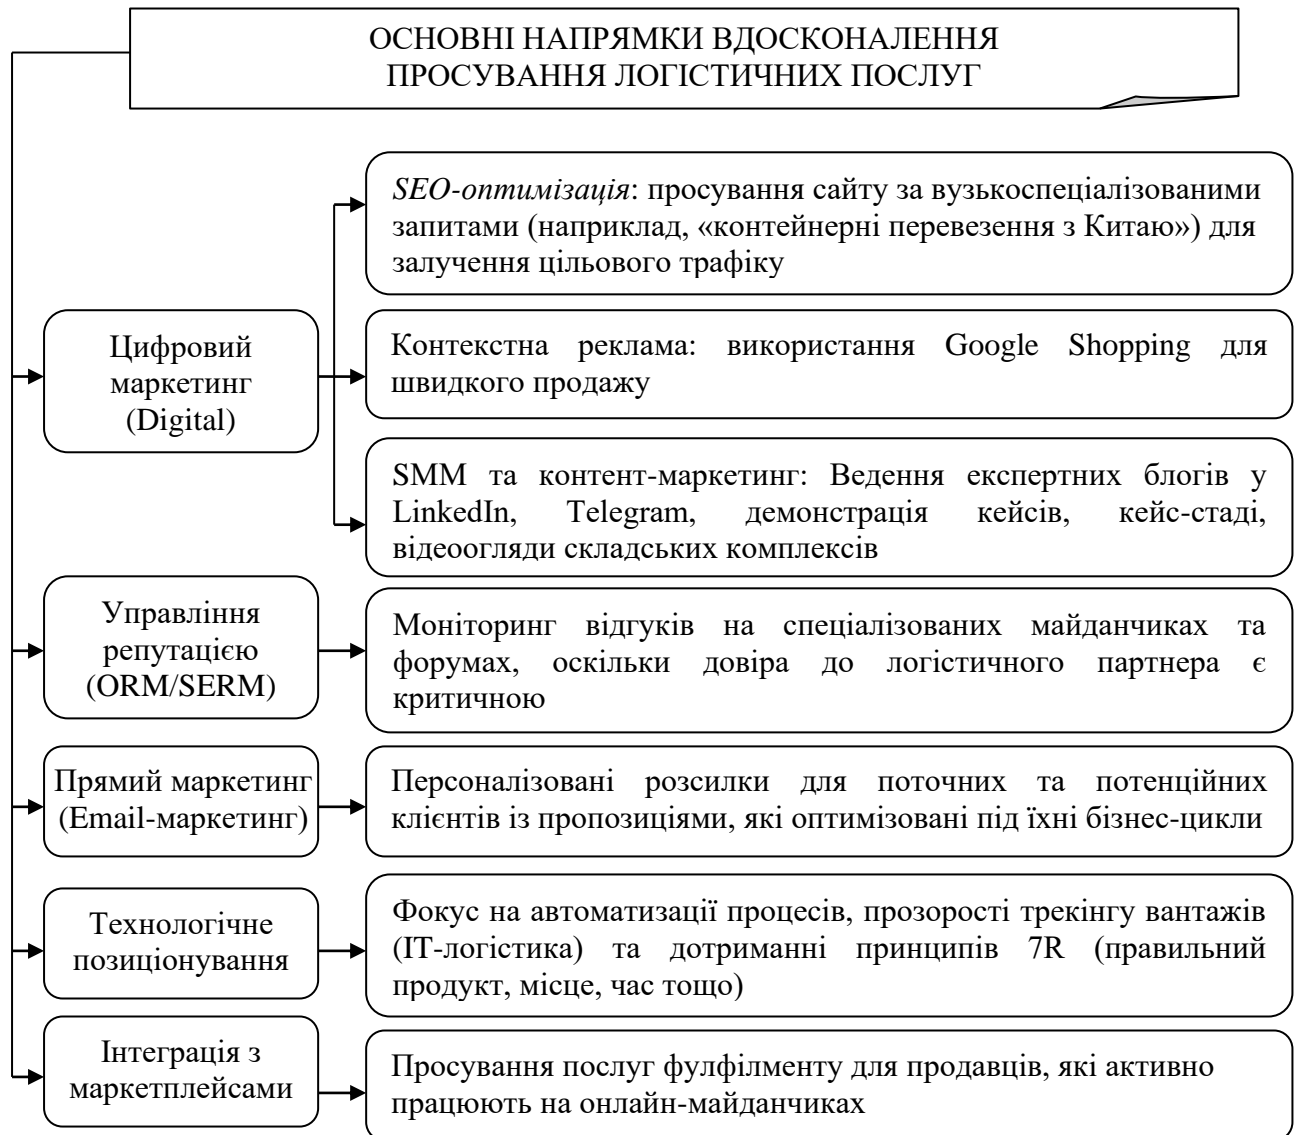 ОСНОВНІ НАПРЯМКИ ВДОСКОНАЛЕННЯ
ПРОСУВАННЯ ЛОГІСТИЧНИХ ПОСЛУГ
Цифровий
маркетинг
(Digital)
SEO-оптимізація: просування сайту за вузькоспеціалізованими
запитами (наприклад, «контейнерні перевезення з Китаю») для
залучення цільового трафіку
Контекстна реклама: використання Google Shopping для
швидкого продажу
SMM та контент-маркетинг: Ведення експертних блогів у
LinkedIn, Telegram, демонстрація кейсів, кейс-стаді,
відеоогляди складських комплексів
Управління
репутацією
(ORM/SERM)
Моніторинг відгуків на спеціалізованих майданчиках та
форумах, оскільки довіра до логістичного партнера є
критичною
Прямий маркетинг
(Email-маркетинг)
Персоналізовані розсилки для поточних та потенційних
клієнтів із пропозиціями, які оптимізовані під їхні бізнес-цикли
Технологічне
позиціонування
Фокус на автоматизації процесів, прозорості трекінгу вантажів
(ІТ-логістика) та дотриманні принципів 7R (правильний
продукт, місце, час тощо)
Інтеграція з
маркетплейсами
Просування послуг фулфілменту для продавців, які активно
працюють на онлайн-майданчиках